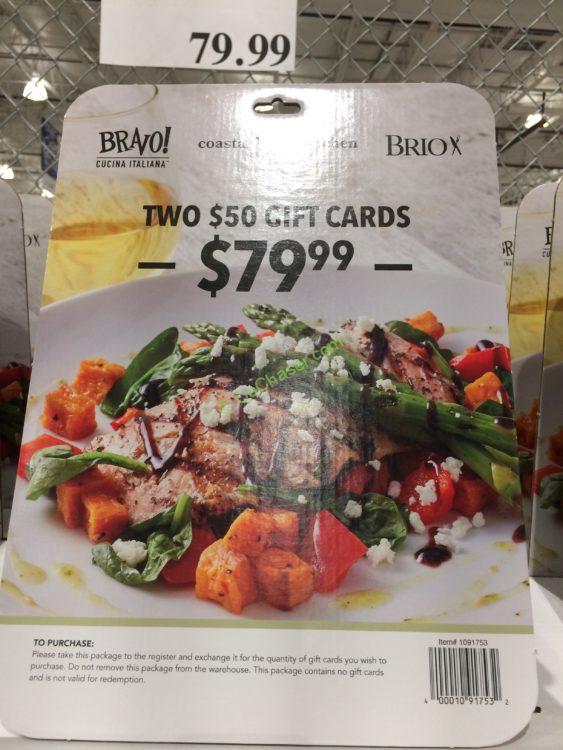 79.99
BRAVO!
CUCINA ITALIANA
coasta hen
BRIO
TWO $50 GIFT CARDS
$79.99
TO PURCHASE:
Please take this package to the register and exchange it for the quantity of gift cards you wish to
purchase. Do not remove this package from the warehouse. This package contains no gift cards
and is not valid for redemption.
Item# 1091753
4 00010 91753 2